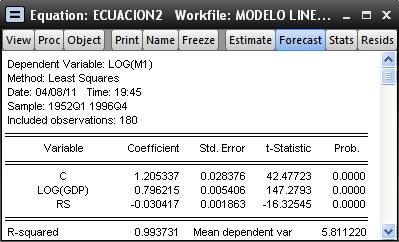 Equation: ECUACION2 Workfile: MODELO LINE...
View Proc Object Print Name Freeze Estimate Forecast Stats Resids
Dependent Variable: LOG(M1)
Method: Least Squares
Date: 04/08/11 Time: 19:45
Sample: 1952Q1 1996Q4
Included observations: 180
Variable Coefficient Std. Error t-Statistic Prob.
C 1.205337 0.028376 42.47723 0.0000
LOG(GDP) 0.796215 0.005406 147.2793 0.0000
RS -0.030417 0.001863 -16.32545 0.0000
R-squared 0.993731 Mean dependent var 5.811220